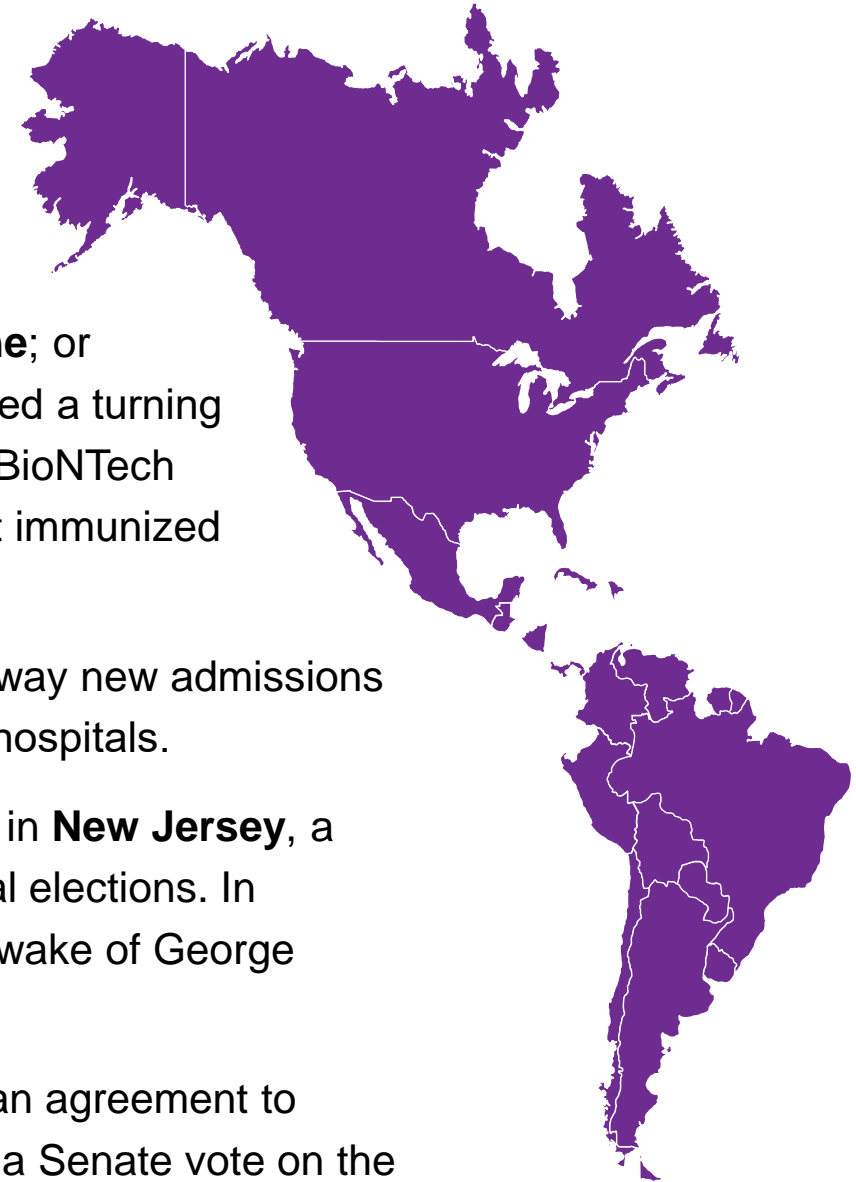 ne; or
ed a turning
BioNTech
t immunized
way new admissions
hospitals.
in New Jersey, a
al elections. In
wake of George
an agreement to
a Senate vote on the